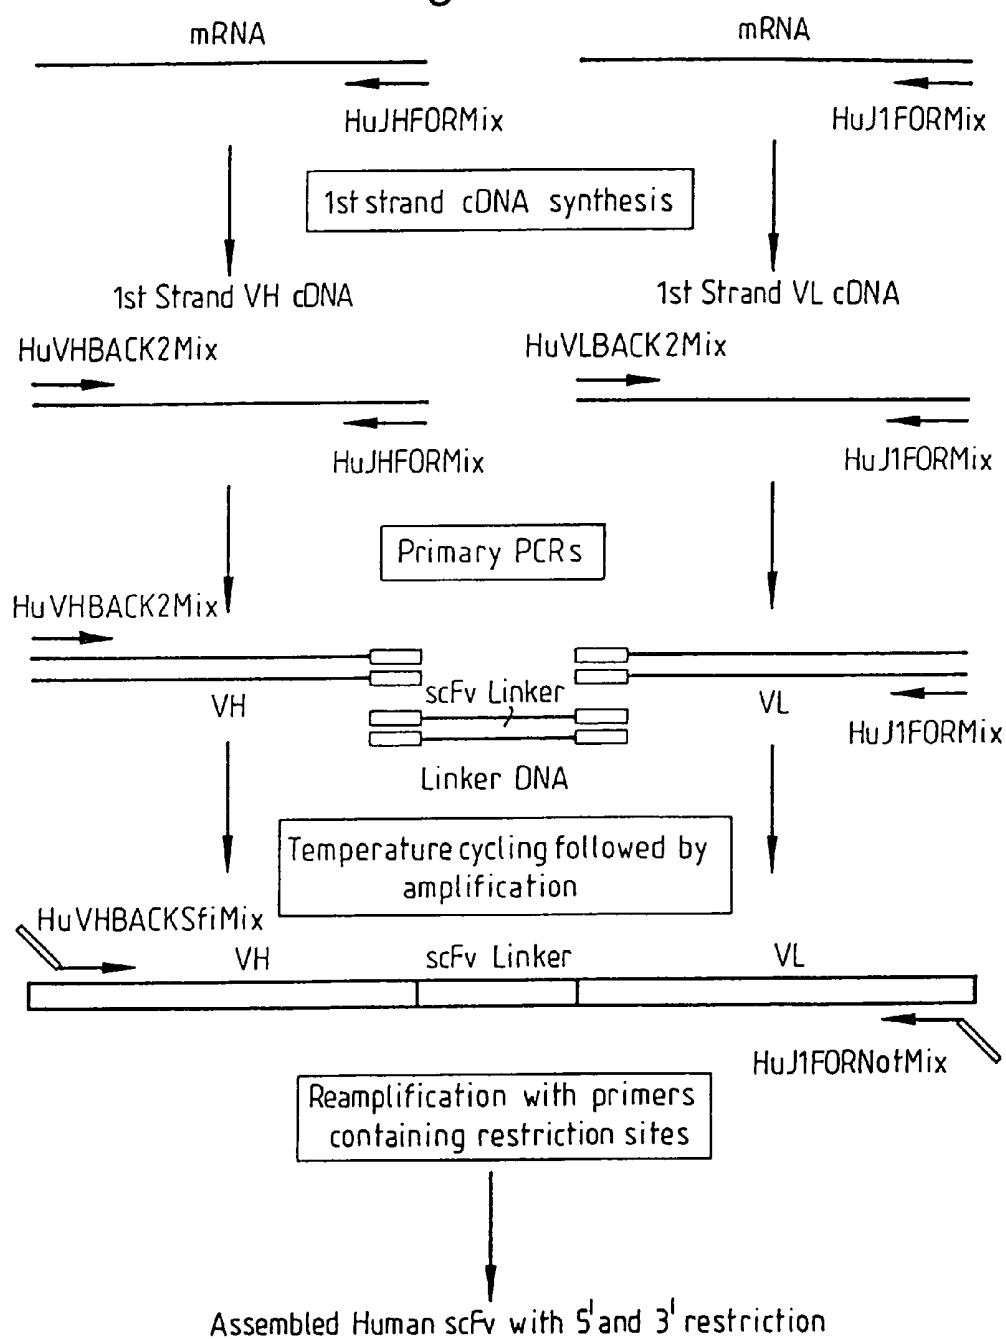 mRNA
mRNA
HuJHFORMix
HuJ1FORMix
1st strand cDNA synthesis
1st Strand VH cDNA
1st Strand VL cDNA
HuVHBACK2Mix
HuVLBACK2Mix
HuJHFORMix
HuJ1FORMix
Primary PCRs
HuVHBACK2Mix
VH
scFv Linker
VL
HuJ1FORMix
Linker DNA
Temperature cycling followed by
amplification
HuVHBACKSfiMix
VH
scFv Linker
VL
HuJ1FORNotMix
Reamplification with primers
containing restriction sites
Assembled Human scFv with 5' and 3' restriction